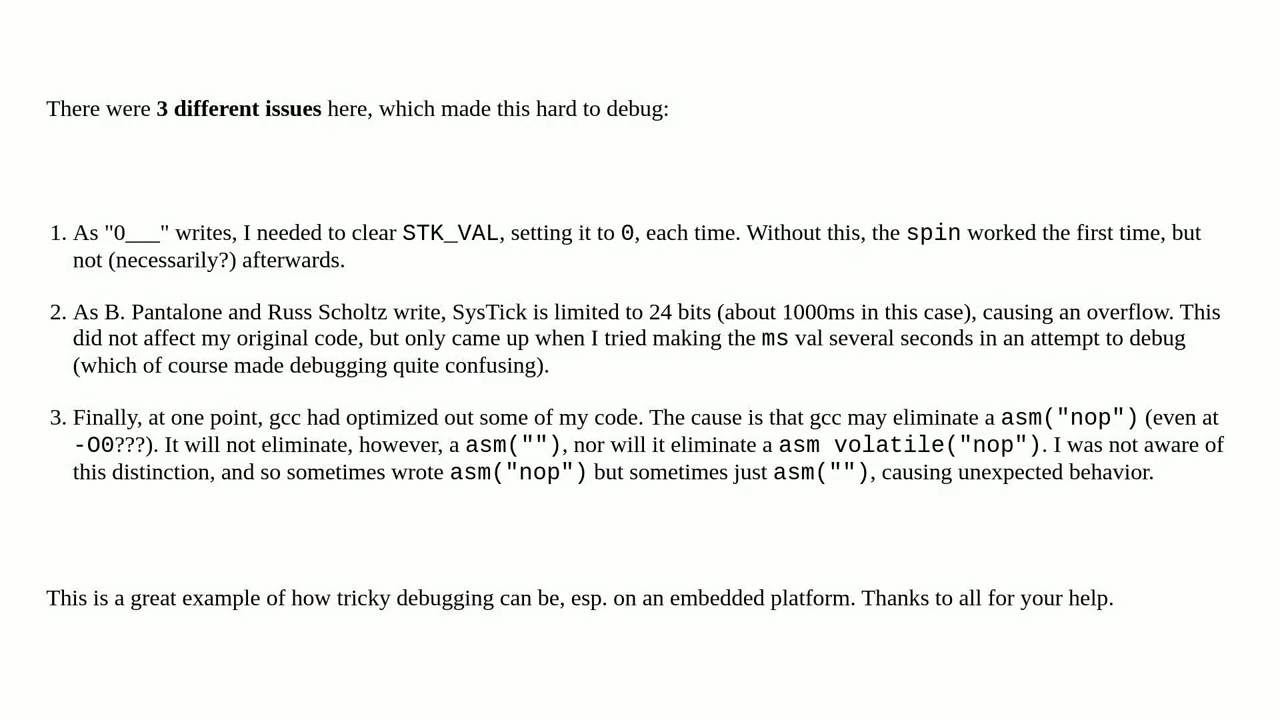 There were 3 different issues here, which made this hard to debug:
1. As "0___" writes, I needed to clear STK_VAL, setting it to 0, each time. Without this, the spin worked the first time, but
not (necessarily?) afterwards.
2. As B. Pantalone and Russ Scholtz write, SysTick is limited to 24 bits (about 1000ms in this case), causing an overflow. This
did not affect my original code, but only came up when I tried making the ms val several seconds in an attempt to debug
(which of course made debugging quite confusing).
3. Finally, at one point, gcc had optimized out some of my code. The cause is that gcc may eliminate a asm("nop") (even at
-O0???). It will not eliminate, however, a asm(""), nor will it eliminate a asm volatile("nop"). I was not aware of
this distinction, and so sometimes wrote asm("nop") but sometimes just asm(""), causing unexpected behavior.
This is a great example of how tricky debugging can be, esp. on an embedded platform. Thanks to all for your help.